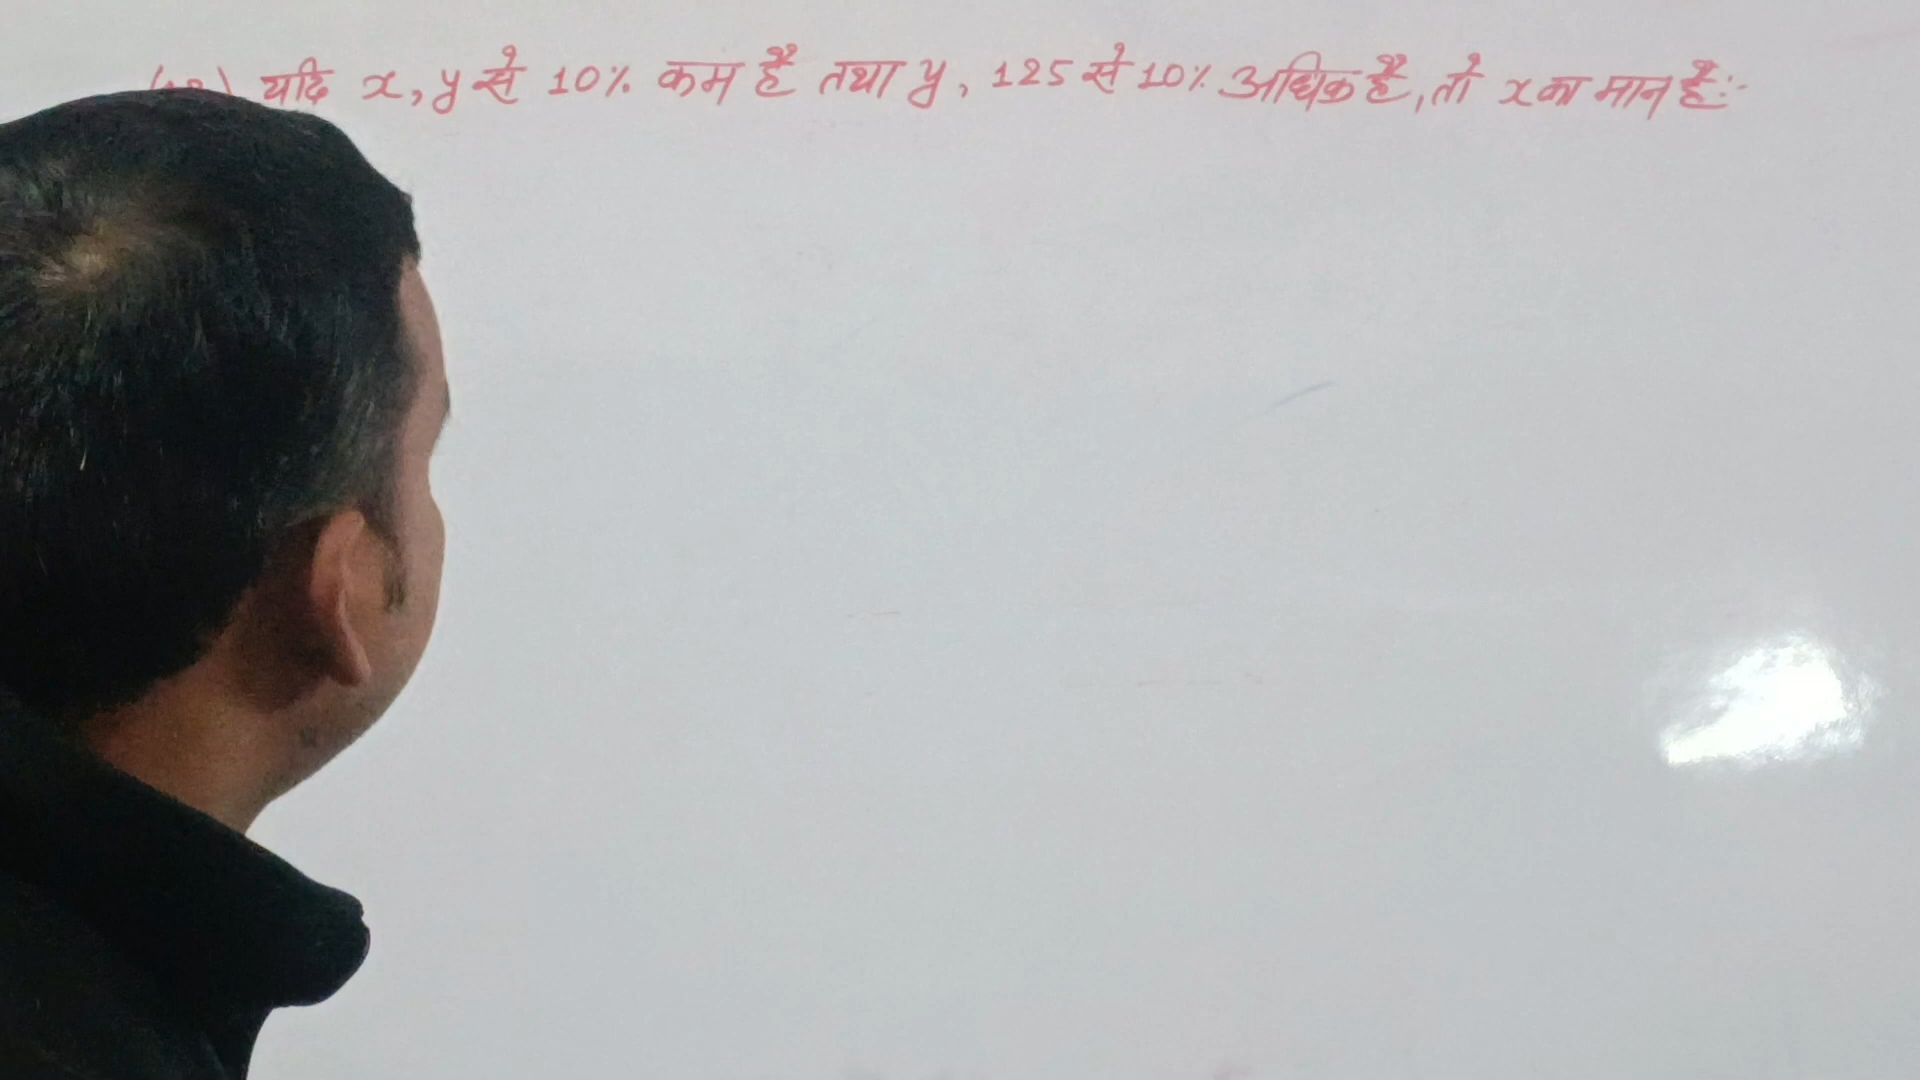 यदि x, y से 10% कम है तथा y, 125 से 10% अधिक है, तो x का मान है:-